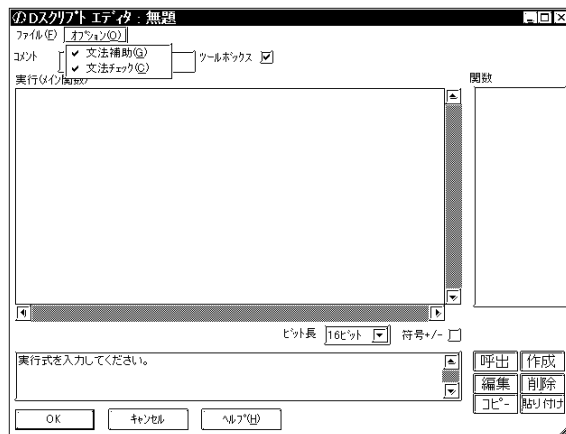 Dスクリプト エディタ : 無題
ファイル(F) オプション(O)
✔ 文法補助(G)
✔ 文法チェック(C)
コメント ツールボックス
実行(メイン関数) 関数
ビット長 16ビット 符号+/-
実行式を入力してください。
呼出 作成
編集 削除
コピー 貼り付け
OK キャンセル ヘルプ(H)